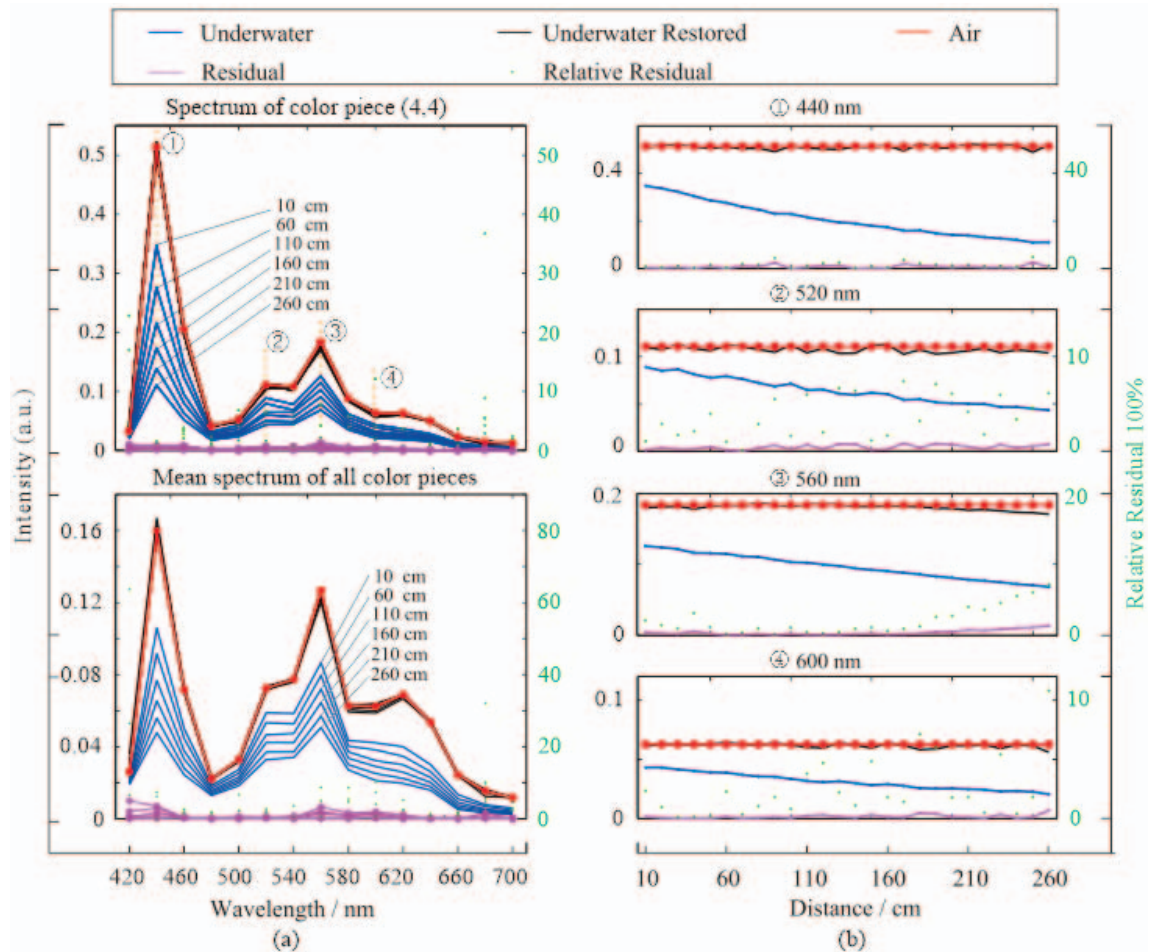 Underwater Underwater Restored Air
Residual Relative Residual
Spectrum of color piece (4,4)
① 440 nm
0.5 50
0.4 40
0.3 30
0.2 20
0.1 10
0 0
①
②
③
④
10 cm
60 cm
110 cm
160 cm
210 cm
260 cm
0.4 40
0 0
② 520 nm
0.1 10
0 0
Mean spectrum of all color pieces
③ 560 nm
0.16 80
0.12 60
0.08 40
0.04 20
0 0
10 cm
60 cm
110 cm
160 cm
210 cm
260 cm
0.2 20
0 0
④ 600 nm
0.1 10
0 0
Intensity (a.u.)
Relative Residual 100%
420 460 500 540 580 620 660 700
10 60 110 160 210 260
Wavelength / nm
Distance / cm
(a)
(b)